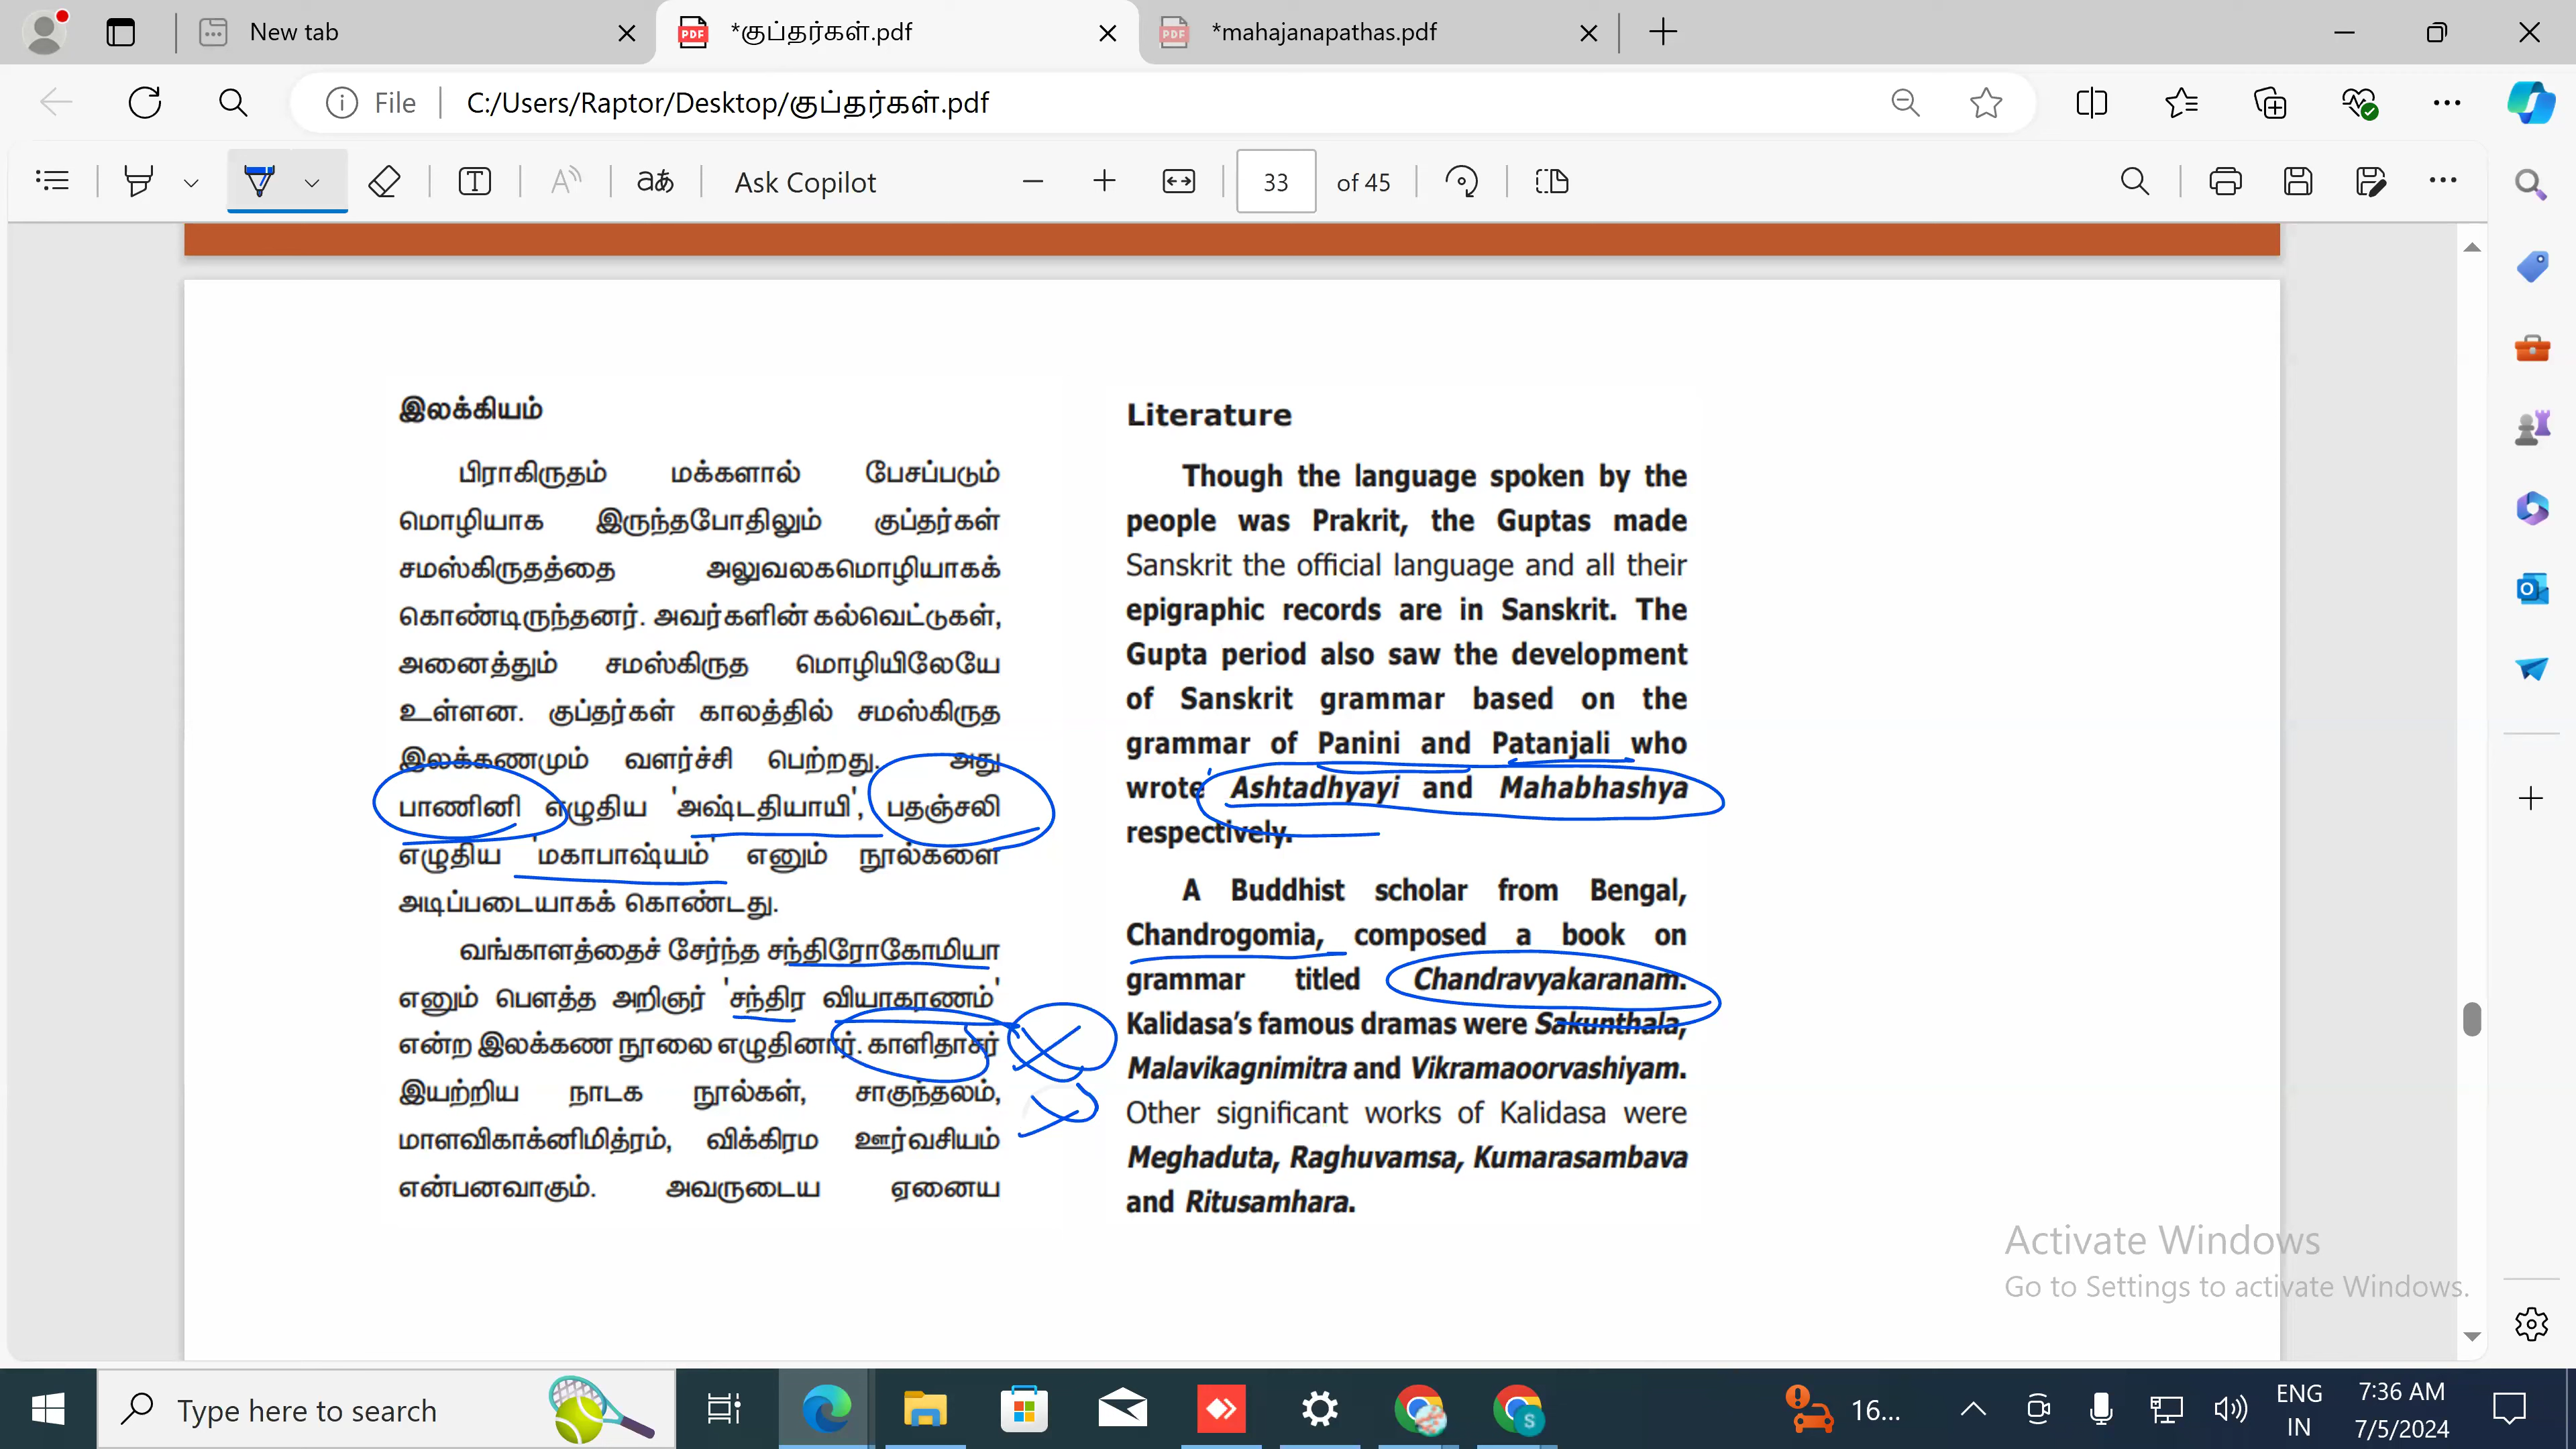 New tab
*குப்தர்கள்.pdf
*mahajanapathas.pdf
File
C:/Users/Raptor/Desktop/குப்தர்கள்.pdf
Ask Copilot
33
of 45
இலக்கியம்
பிராகிருதம் மக்களால் பேசப்படும்
மொழியாக இருந்தபோதிலும் குப்தர்கள்
சமஸ்கிருதத்தை அலுவலகமொழியாகக்
கொண்டிருந்தனர். அவர்களின் கல்வெட்டுகள்,
அனைத்தும் சமஸ்கிருத மொழியிலேயே
உள்ளன. குப்தர்கள் காலத்தில் சமஸ்கிருத
இலக்கணமும் வளர்ச்சி பெற்றது. அது
பாணினி எழுதிய 'அஷ்டதியாயி', பதஞ்சலி
எழுதிய 'மகாபாஷ்யம்' எனும் நூல்களை
அடிப்படையாகக் கொண்டது.
வங்காளத்தைச் சேர்ந்த சந்திரோகோமியா
எனும் பௌத்த அறிஞர் 'சந்திர வியாகரணம்'
என்ற இலக்கண நூலை எழுதினார். காளிதாசர்
இயற்றிய நாடக நூல்கள், சாகுந்தலம்,
மாளவிகாக்னிமித்ரம், விக்கிரம ஊர்வசியம்
என்பனவாகும். அவருடைய ஏனைய
Literature
Though the language spoken by the
people was Prakrit, the Guptas made
Sanskrit the official language and all their
epigraphic records are in Sanskrit. The
Gupta period also saw the development
of Sanskrit grammar based on the
grammar of Panini and Patanjali who
wrote Ashtadhyayi and Mahabhashya
respectively.
A Buddhist scholar from Bengal,
Chandrogomia, composed a book on
grammar titled Chandravyakaranam.
Kalidasa's famous dramas were Sakunthala,
Malavikagnimitra and Vikramaoorvashiyam.
Other significant works of Kalidasa were
Meghaduta, Raghuvamsa, Kumarasambava
and Ritusamhara.
Activate Windows
Go to Settings to activate Windows.
Type here to search
16...
ENG
IN
7:36 AM
7/5/2024